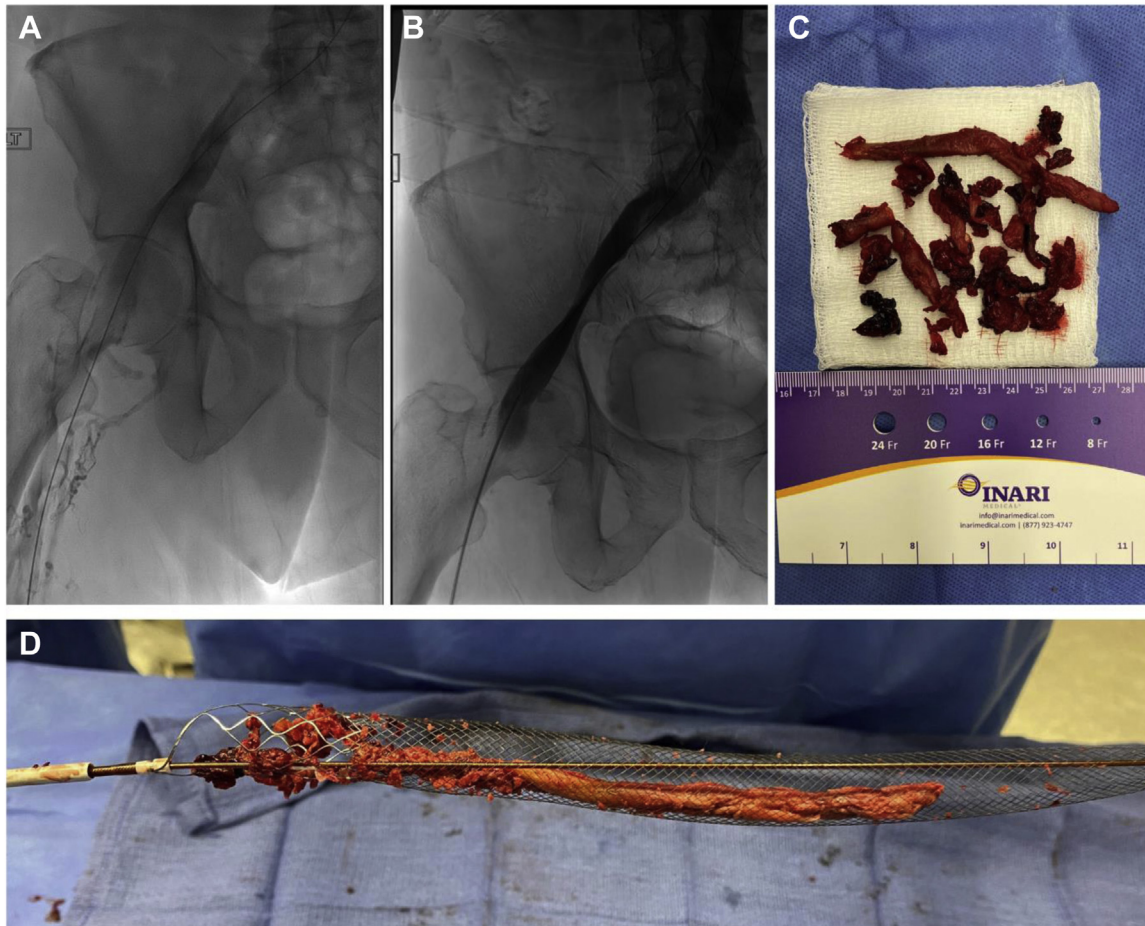 A
B
C
LT
16 17 18 19 20 21 22 23 24 25 26 27 28
24 Fr 20 Fr 16 Fr 12 Fr 8 Fr
INARI
MEDICAL
info@inarimedical.com
inarimedical.com | (877) 923-4747
7 8 9 10 11
D